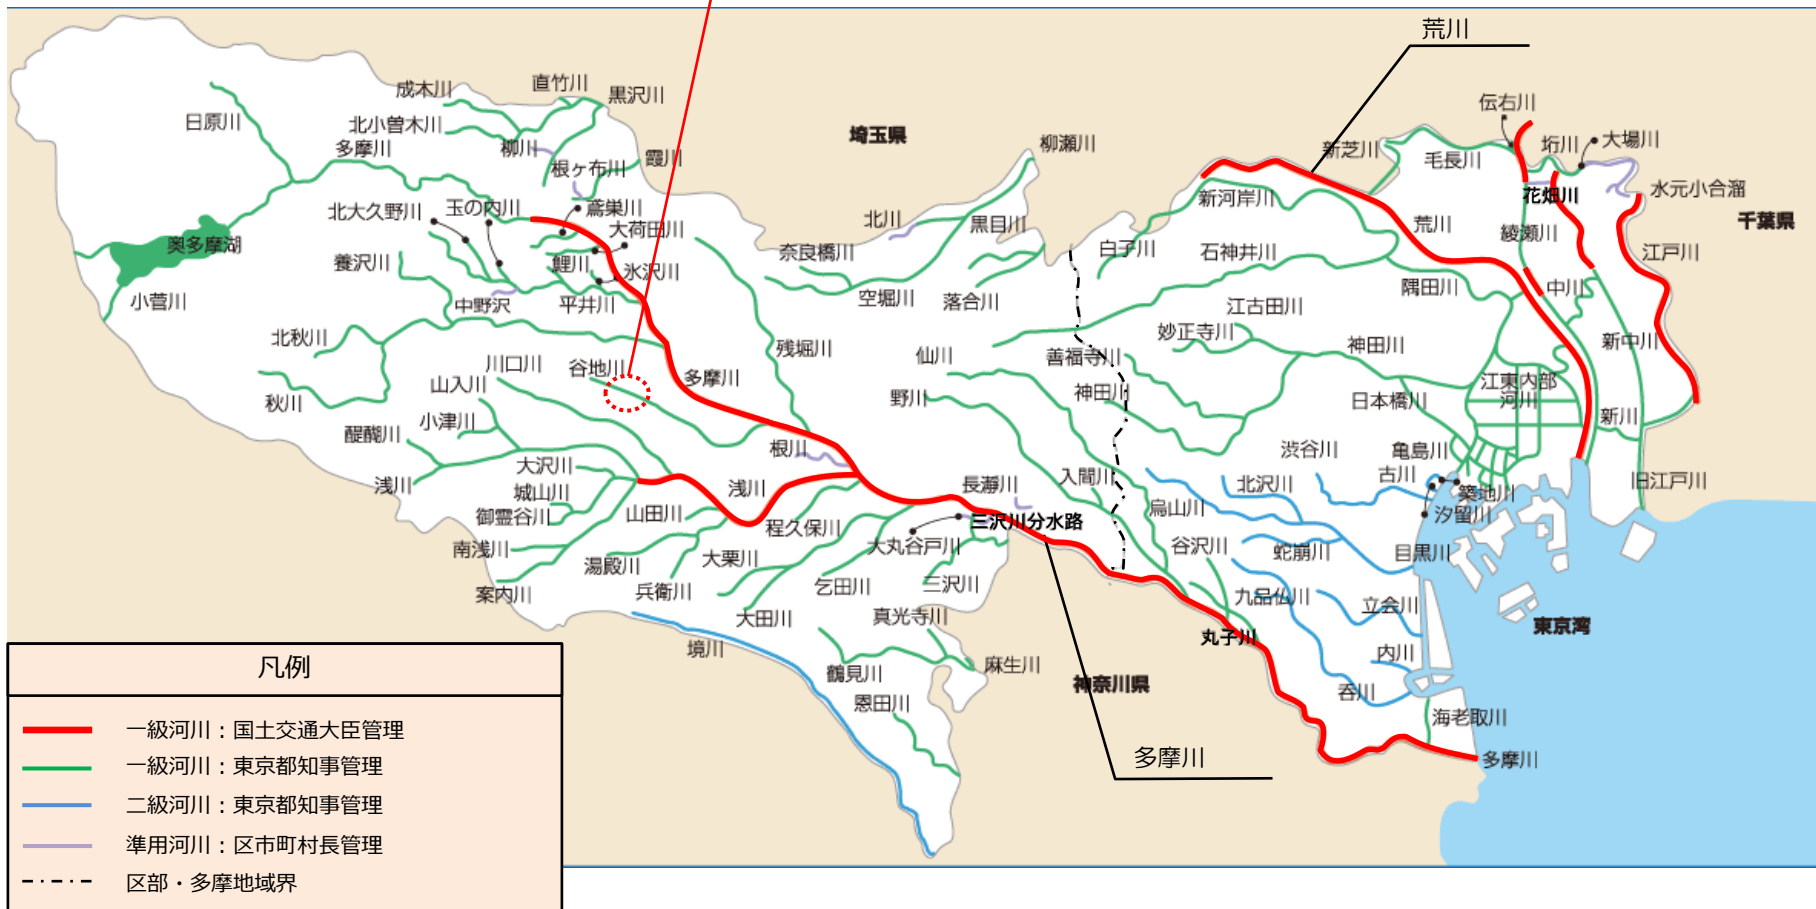 荒川
成木川
直竹川
黒沢川
伝右川
日原川
北小曽木川
柳川
埼玉県
柳瀬川
新芝川
毛長川
垳川
大場川
多摩川
根ヶ布川
霞川
花畑川
水元小合溜
北大久野川
玉の内川
鳶巣川
大荷田川
北川
黒目川
新河岸川
荒川
綾瀬川
千葉県
奥多摩湖
養沢川
鯉川
氷沢川
奈良橋川
白子川
石神井川
江戸川
小菅川
中野沢
平井川
空堀川
落合川
江古田川
隅田川
中川
北秋川
川口川
谷地川
多摩川
残堀川
仙川
善福寺川
妙正寺川
神田川
新中川
秋川
山入川
小津川
野川
神田川
日本橋川
江東内部
河川
新川
醍醐川
大沢川
根川
渋谷川
亀島川
浅川
城山川
浅川
長瀞川
入間川
北沢川
古川
築地川
旧江戸川
御霊谷川
山田川
程久保川
三沢川分水路
烏山川
汐留川
南浅川
湯殿川
大栗川
大丸谷戸川
谷沢川
蛇崩川
目黒川
案内川
兵衛川
乞田川
三沢川
九品仏川
立会川
大田川
真光寺川
丸子川
東京湾
境川
鶴見川
麻生川
神奈川県
内川
恩田川
呑川
海老取川
多摩川
多摩川
凡例
一級河川：国土交通大臣管理
一級河川：東京都知事管理
二級河川：東京都知事管理
準用河川：区市町村長管理
区部・多摩地域界